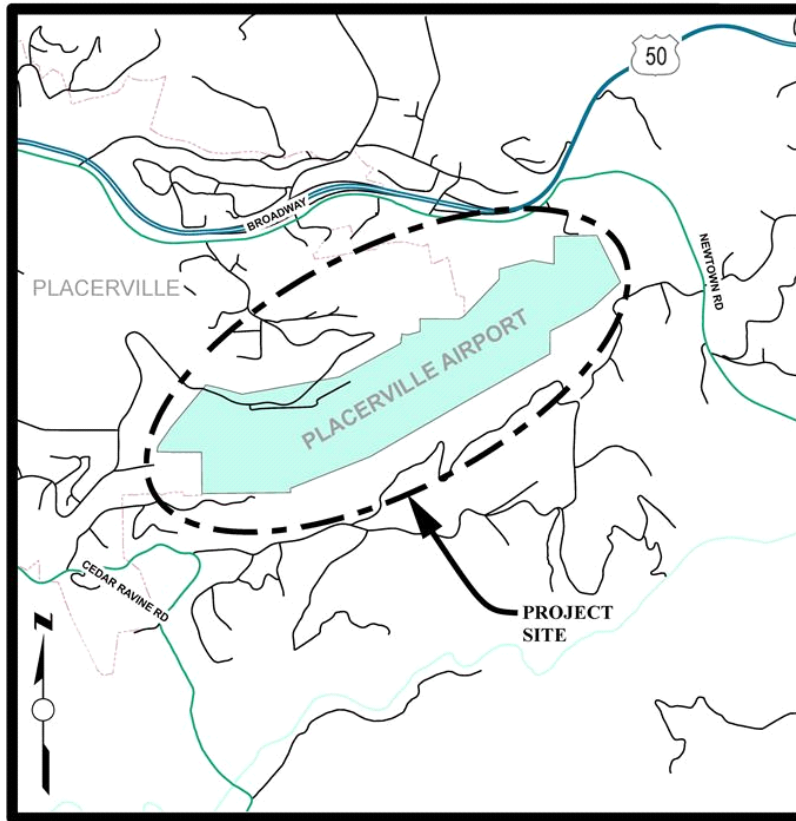 50
BROADWAY
NEWTOWN RD
PLACERVILLE
PLACERVILLE AIRPORT
CEDAR RAVINE RD
PROJECT
SITE
N